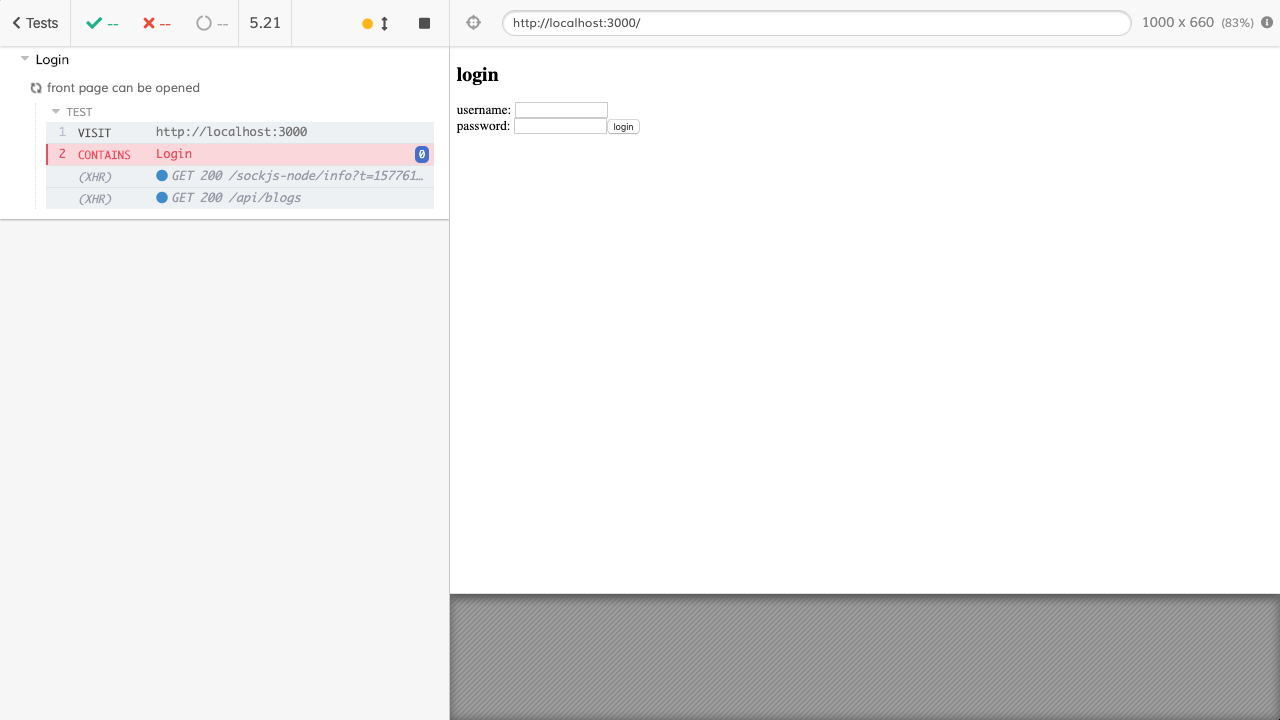 Tests -- -- -- 5.21
http://localhost:3000/ 1000 x 660 (83%)
Login
front page can be opened
TEST
1 VISIT http://localhost:3000
2 CONTAINS Login 0
(XHR) GET 200 /sockjs-node/info?t=157761…
(XHR) GET 200 /api/blogs
login
username:
password: login